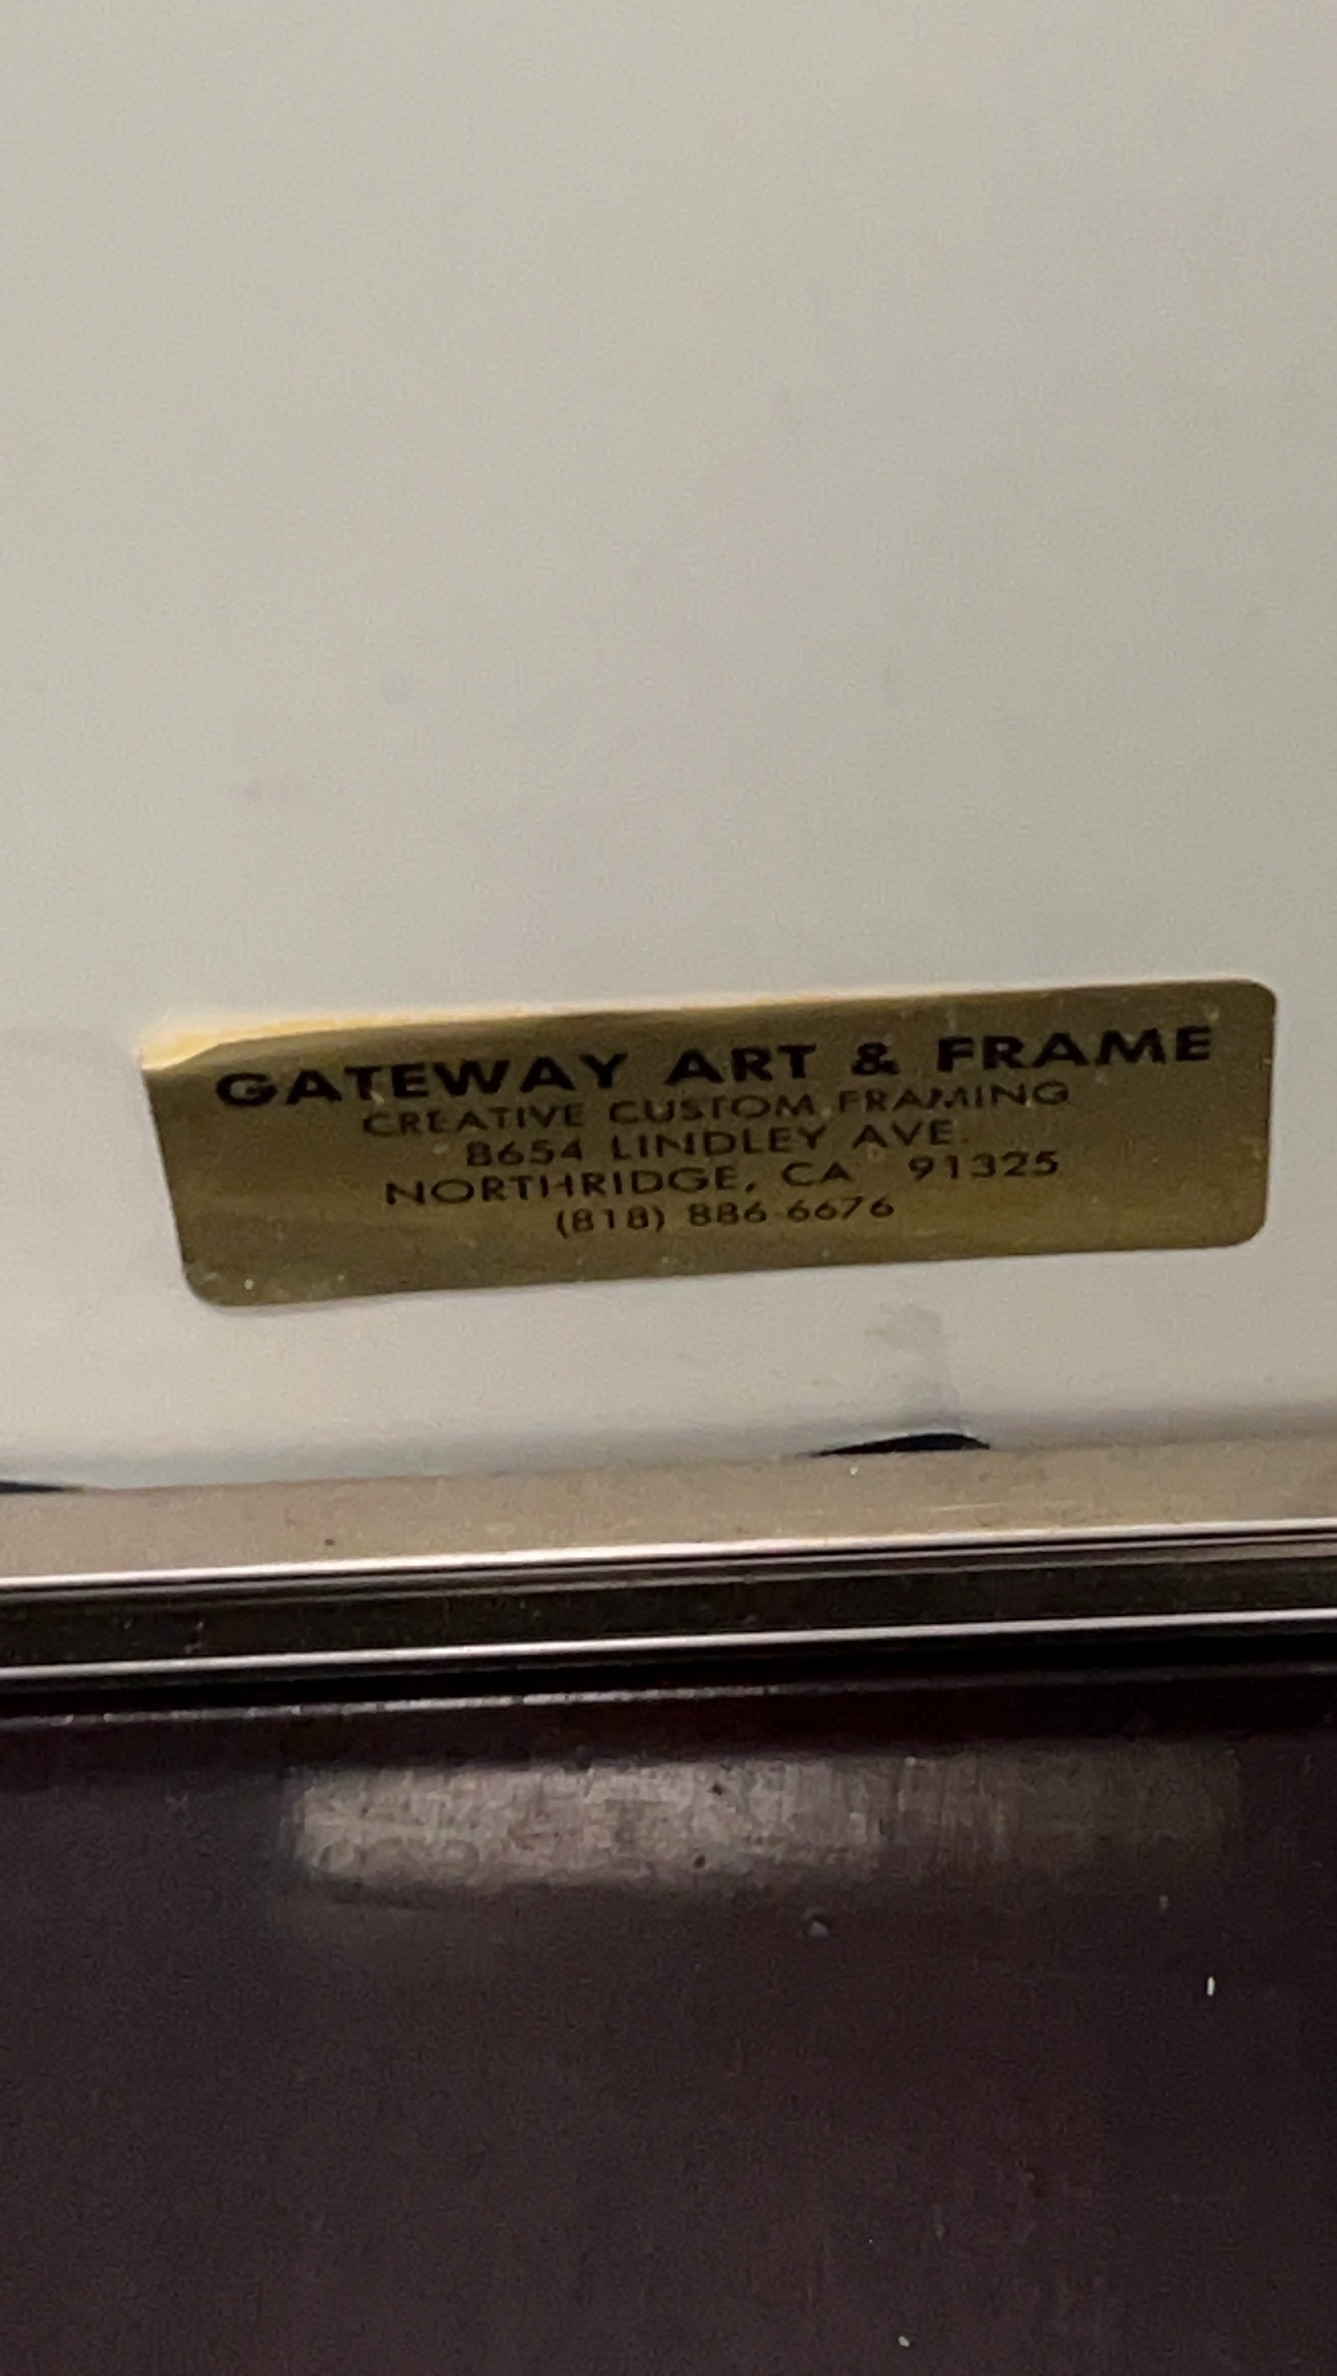 GATEWAY ART & FRAME
CREATIVE CUSTOM FRAMING
8654 LINDLEY AVE.
NORTHRIDGE, CA 91325
(818) 886-6676